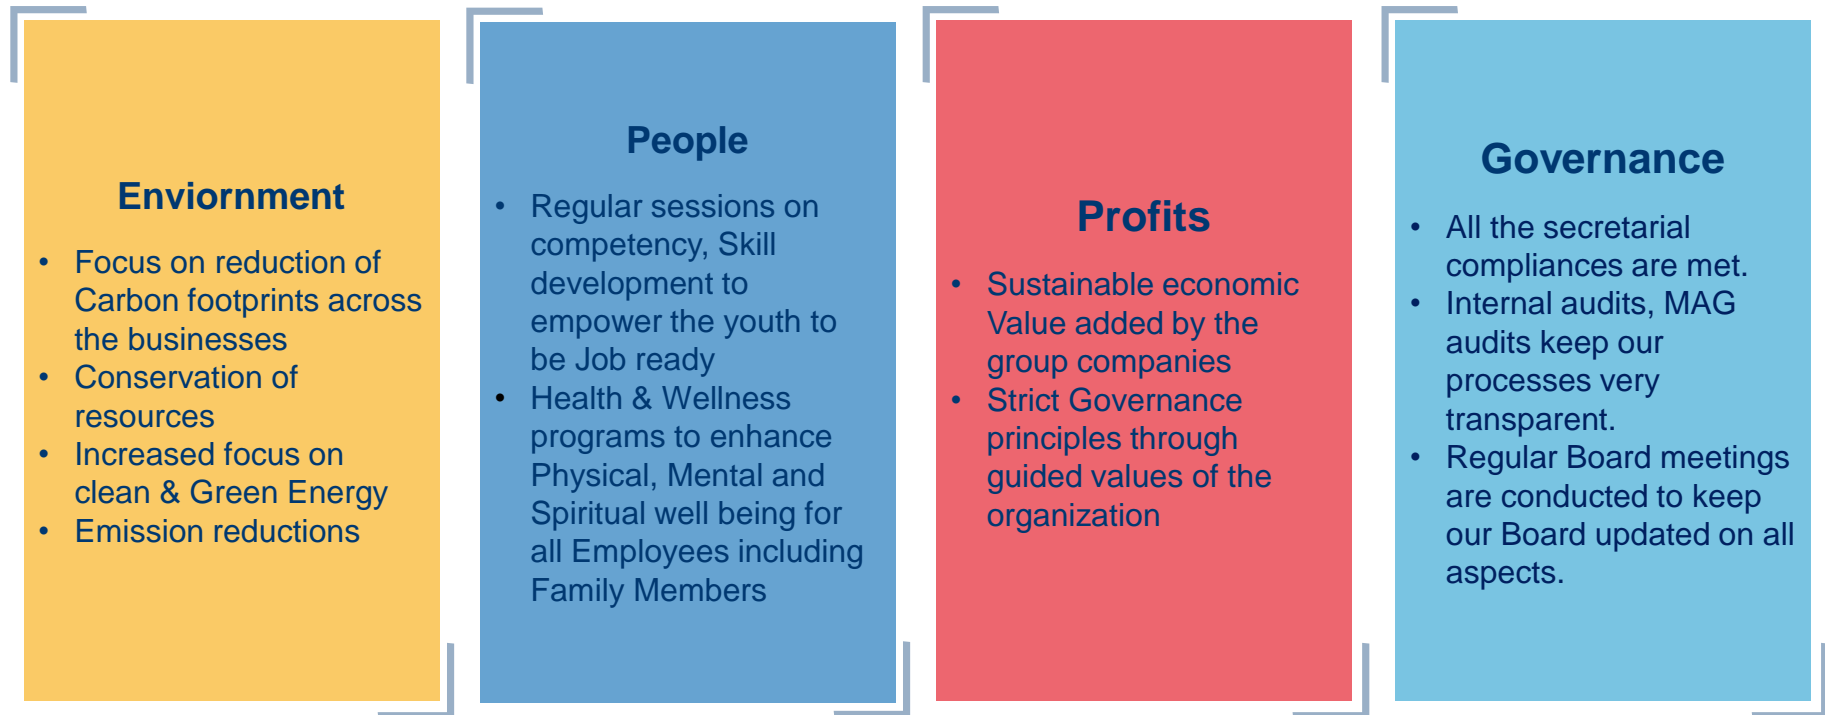 Enviornment
• Focus on reduction of
Carbon footprints across
the businesses
• Conservation of
resources
• Increased focus on
clean & Green Energy
• Emission reductions
People
• Regular sessions on
competency, Skill
development to
empower the youth to
be Job ready
• Health & Wellness
programs to enhance
Physical, Mental and
Spiritual well being for
all Employees including
Family Members
Profits
• Sustainable economic
Value added by the
group companies
• Strict Governance
principles through
guided values of the
organization
Governance
• All the secretarial
compliances are met.
• Internal audits, MAG
audits keep our
processes very
transparent.
• Regular Board meetings
are conducted to keep
our Board updated on all
aspects.